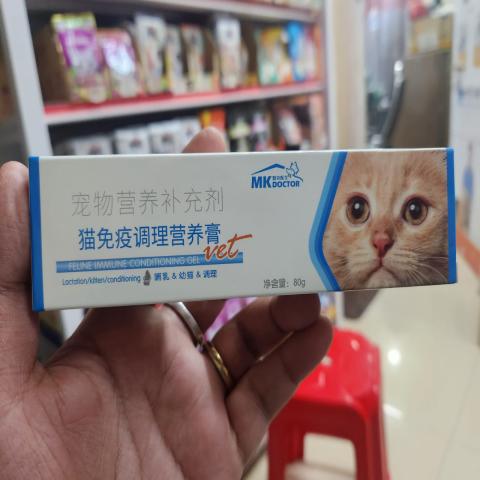 MK DOCTOR
宠物营养补充剂
猫免疫调理营养膏
vet
FELINE IMMUNE CONDITIONING GEL
Lactation/kitten/conditioning 哺乳 & 幼猫 & 调理
净含量: 80g